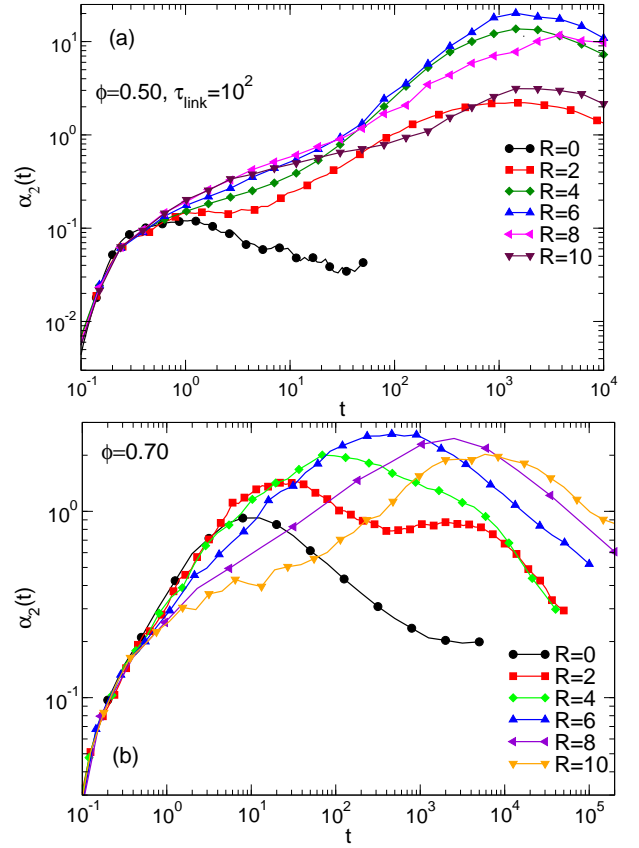 (a)
ϕ=0.50, τ_link=10^2
α_2(t)
10^1
10^0
10^-1
10^-2
R=0
R=2
R=4
R=6
R=8
R=10
10^-1 10^0 10^1 10^2 10^3 10^4
t
ϕ=0.70
α_2(t)
10^0
10^-1
R=0
R=2
R=4
R=6
R=8
R=10
(b)
10^-1 10^0 10^1 10^2 10^3 10^4 10^5
t